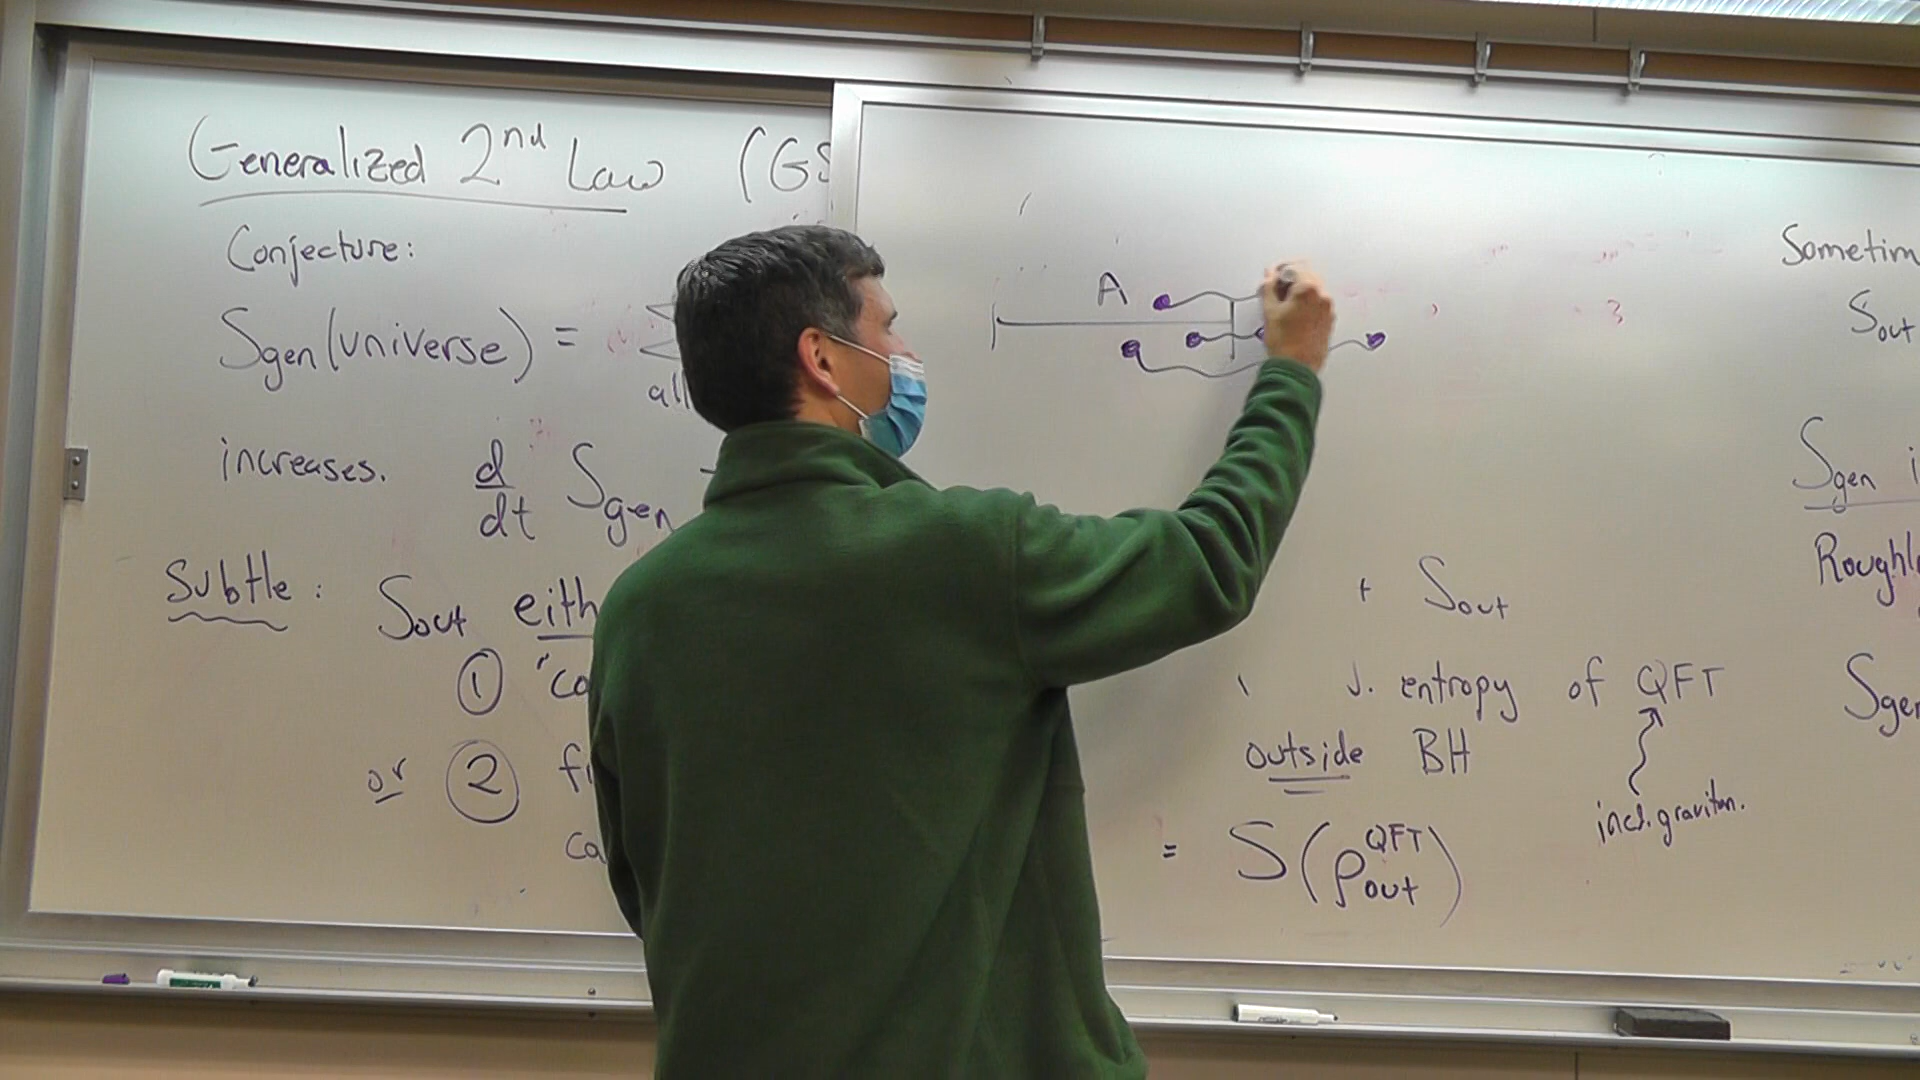 Generalized 2nd Law (GS
Conjecture:
Sgen(universe) =
all
increases. d/dt Sgen
Subtle: Sout eith
① "co
or ② fi
ca
A
+ Sout
entropy of QFT
outside BH
incl. graviton.
= S(ρ_out^QFT)
Sometim
Sout
Sgen i
Roughl
Sgen